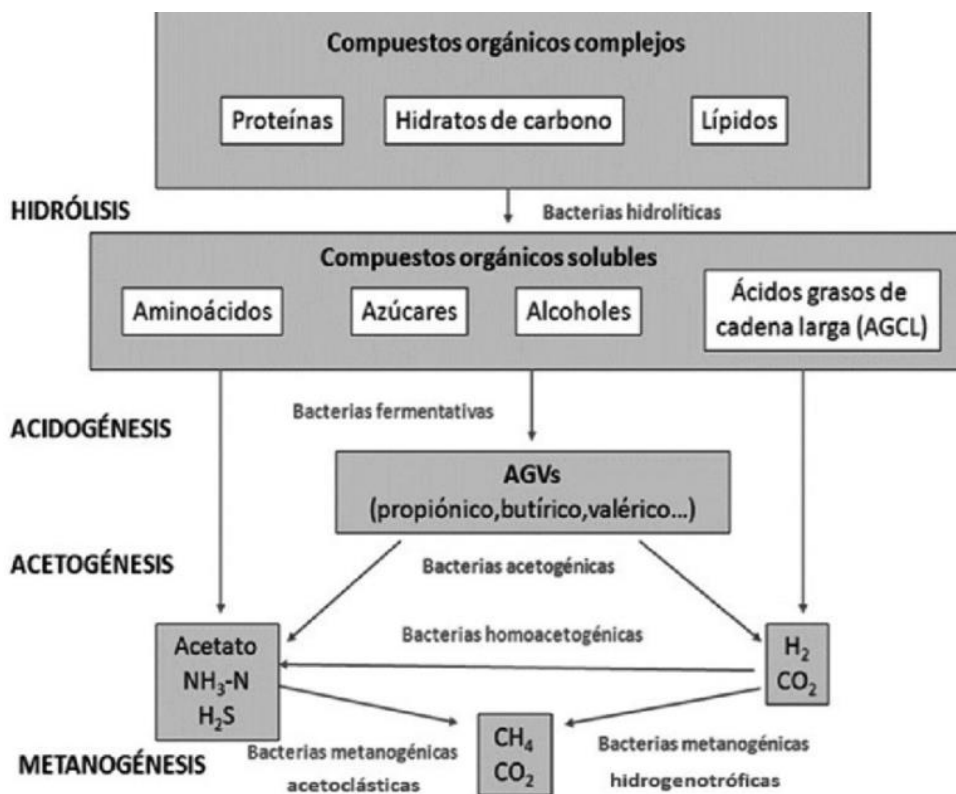 Compuestos orgánicos complejos
Proteínas
Hidratos de carbono
Lípidos
HIDRÓLISIS
Bacterias hidrolíticas
Compuestos orgánicos solubles
Aminoácidos
Azúcares
Alcoholes
Ácidos grasos de
cadena larga (AGCL)
Bacterias fermentativas
ACIDOGÉNESIS
AGVs
(propiónico,butírico,valérico...)
ACETOGÉNESIS
Bacterias acetogénicas
Bacterias homoacetogénicas
Acetato
NH₃-N
H₂S
H₂
CO₂
METANOGÉNESIS
Bacterias metanogénicas
acetoclásticas
CH₄
CO₂
Bacterias metanogénicas
hidrogenotróficas